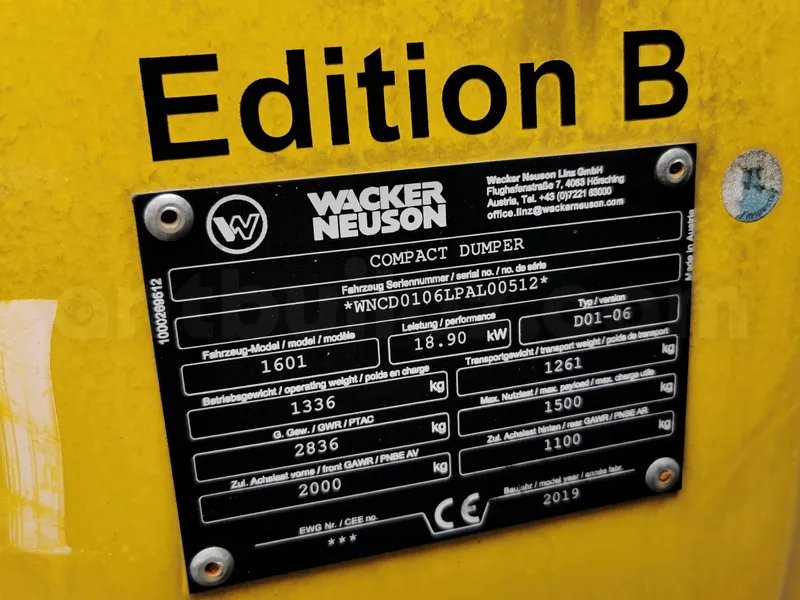 Edition B
W
WACKER
NEUSON
Wacker Neuson Linz GmbH
Flughafenstraße 7, 4063 Hörsching
Austria, Tel. +43 (0)7221 63000
office.linz@wackerneuson.com
COMPACT DUMPER
Made in Austria
1000269512
Fahrzeug Seriennummer / serial no. / no. de série
*WNCD0106LPAL00512*
Fahrzeug-Model / model / modèle
1601
Leistung / performance
18.90 kW
Typ / version
D01-06
Betriebsgewicht / operating weight / poids en charge
1336 kg
Transportgewicht / transport weight / poids de transport
1261 kg
G. Gew. / GWR / PTAC
2836 kg
Max. Nutzlast / max. payload / max. charge utile
1500 kg
Zul. Achslast vorne / front GAWR / PNBE AV
2000 kg
Zul. Achslast hinten / rear GAWR / PNBE AR
1100 kg
EWG Nr. / CEE no.
***
CE
Baujahr / model year / année fabr.
2019